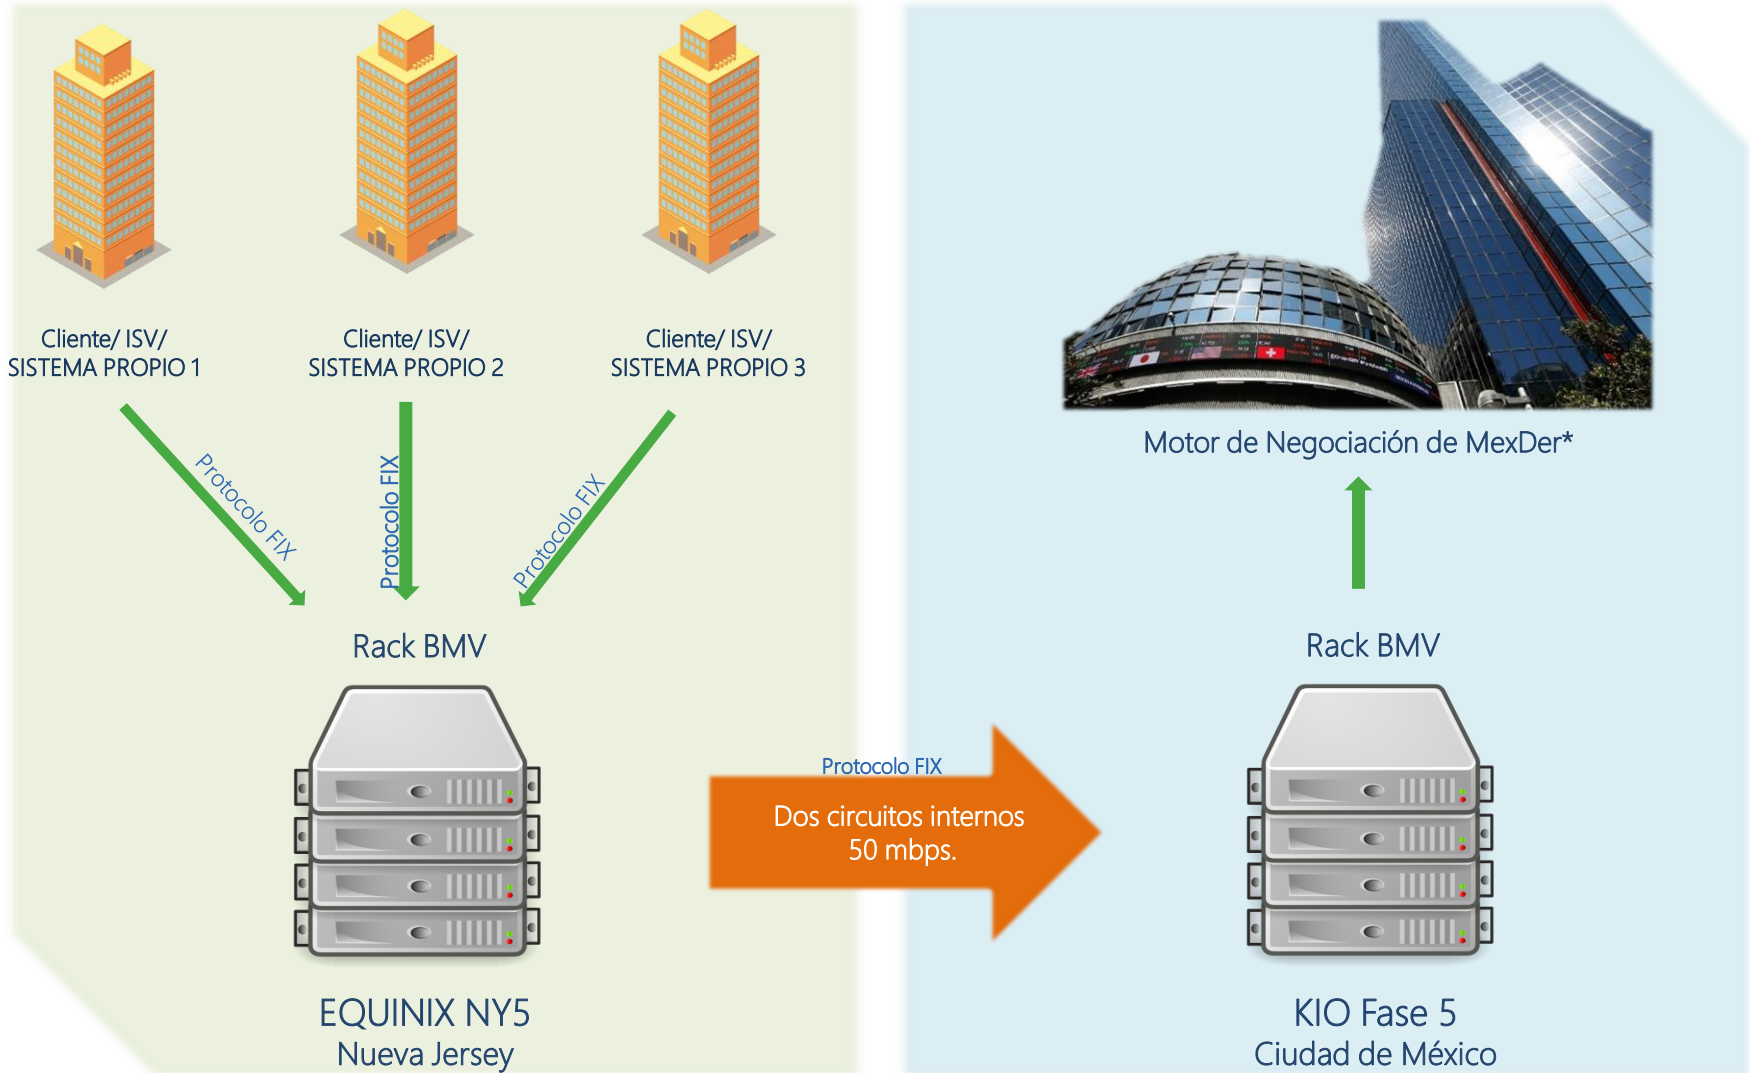 Cliente/ ISV/
SISTEMA PROPIO 1
Cliente/ ISV/
SISTEMA PROPIO 2
Cliente/ ISV/
SISTEMA PROPIO 3
Protocolo FIX
Protocolo FIX
Protocolo FIX
Rack BMV
EQUINIX NY5
Nueva Jersey
Protocolo FIX
Dos circuitos internos
50 mbps.
Motor de Negociación de MexDer*
Rack BMV
KIO Fase 5
Ciudad de México